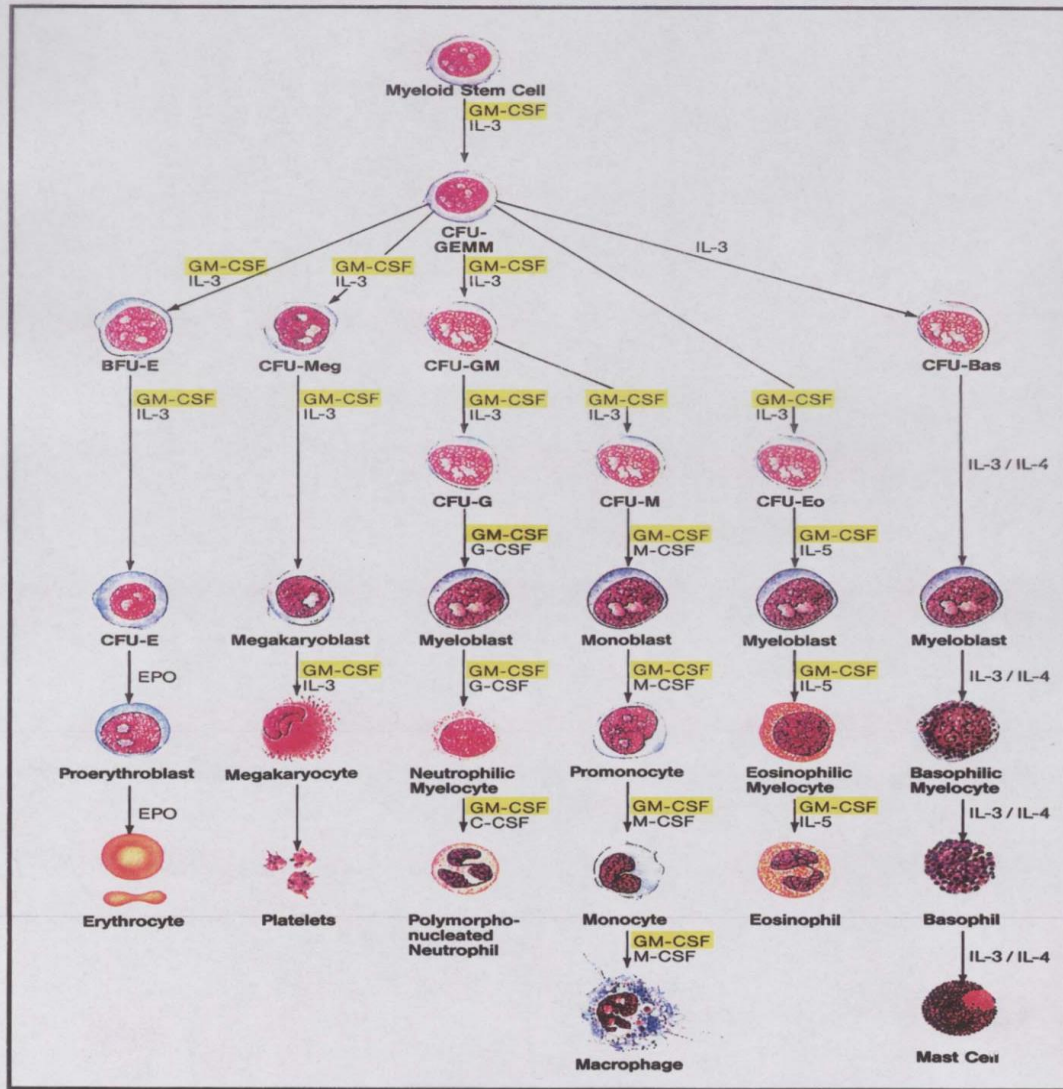 Myeloid Stem Cell
GM-CSF
IL-3
CFU-
GEMM
GM-CSF
IL-3
GM-CSF
IL-3
GM-CSF
IL-3
IL-3
BFU-E
CFU-Meg
CFU-GM
CFU-Bas
GM-CSF
IL-3
GM-CSF
IL-3
GM-CSF
IL-3
GM-CSF
IL-3
GM-CSF
IL-3
IL-3 / IL-4
CFU-G
CFU-M
CFU-Eo
GM-CSF
G-CSF
GM-CSF
M-CSF
GM-CSF
IL-5
CFU-E
Megakaryoblast
Myeloblast
Monoblast
Myeloblast
Myeloblast
EPO
GM-CSF
IL-3
GM-CSF
G-CSF
GM-CSF
M-CSF
GM-CSF
IL-5
IL-3 / IL-4
Proerythroblast
Megakaryocyte
Neutrophilic
Myelocyte
Promonocyte
Eosinophilic
Myelocyte
Basophilic
Myelocyte
EPO
GM-CSF
C-CSF
GM-CSF
M-CSF
GM-CSF
IL-5
IL-3 / IL-4
Erythrocyte
Platelets
Polymorpho-
nucleated
Neutrophil
Monocyte
Eosinophil
Basophil
GM-CSF
M-CSF
IL-3 / IL-4
Macrophage
Mast Cell